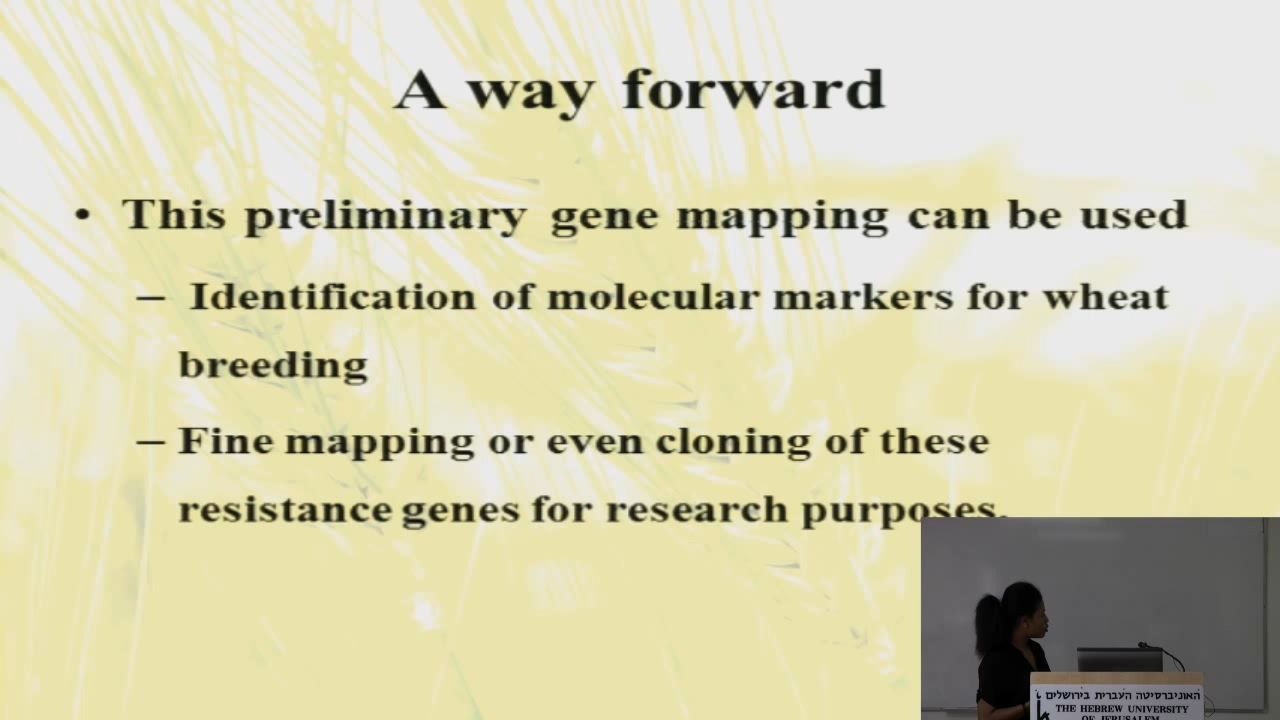 A way forward
• This preliminary gene mapping can be used
– Identification of molecular markers for wheat
breeding
– Fine mapping or even cloning of these
resistance genes for research purposes.
האוניברסיטה העברית בירושלים
THE HEBREW UNIVERSITY
OF JERUSALEM